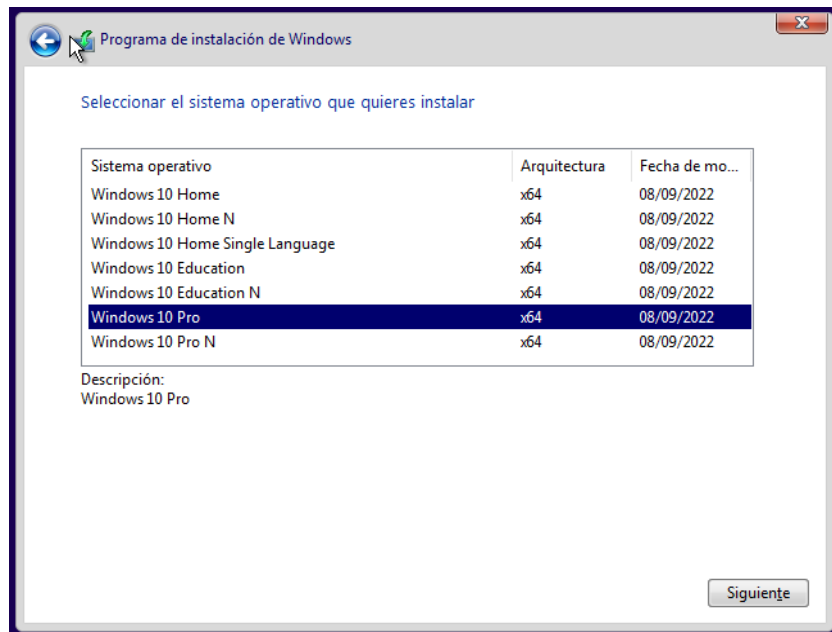 Programa de instalación de Windows
Seleccionar el sistema operativo que quieres instalar
Sistema operativo Arquitectura Fecha de mo...
Windows 10 Home x64 08/09/2022
Windows 10 Home N x64 08/09/2022
Windows 10 Home Single Language x64 08/09/2022
Windows 10 Education x64 08/09/2022
Windows 10 Education N x64 08/09/2022
Windows 10 Pro x64 08/09/2022
Windows 10 Pro N x64 08/09/2022
Descripción:
Windows 10 Pro
Siguiente